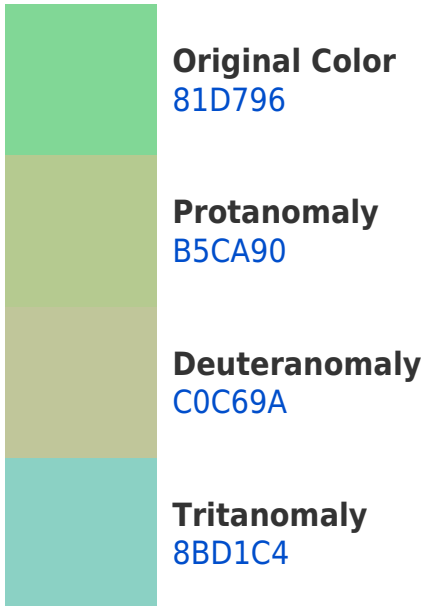 Original Color
81D796
Protanomaly
B5CA90
Deuteranomaly
C0C69A
Tritanomaly
8BD1C4